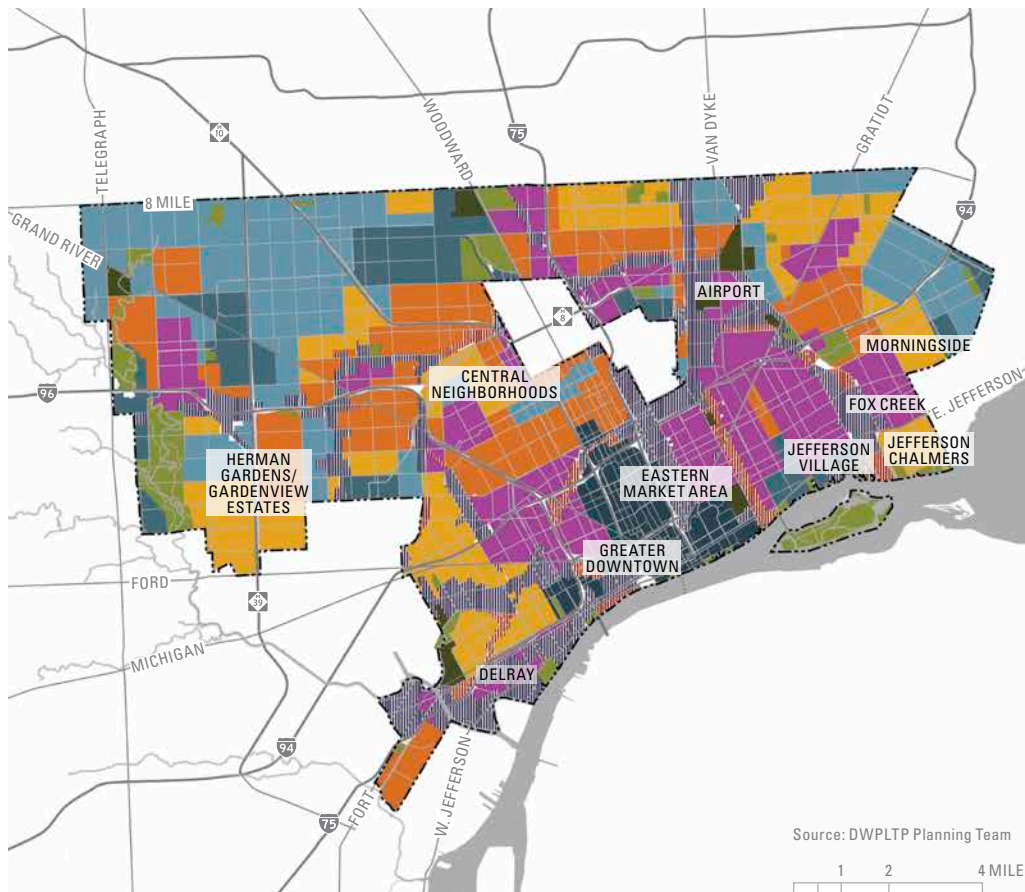 WOODWARD
75
VAN DYKE
GRATIOT
TELEGRAPH
M
10
8 MILE
94
GRAND RIVER
AIRPORT
M
8
MORNINGSIDE
CENTRAL
NEIGHBORHOODS
96
FOX CREEK
E. JEFFERSON
JEFFERSON
CHALMERS
JEFFERSON
VILLAGE
HERMAN
GARDENS/
GARDENVIEW
ESTATES
EASTERN
MARKET AREA
GREATER
DOWNTOWN
FORD
M
39
MICHIGAN
DELRAY
94
W. JEFFERSON
FORT
75
Source: DWPLTP Planning Team
1 2 4 MILE